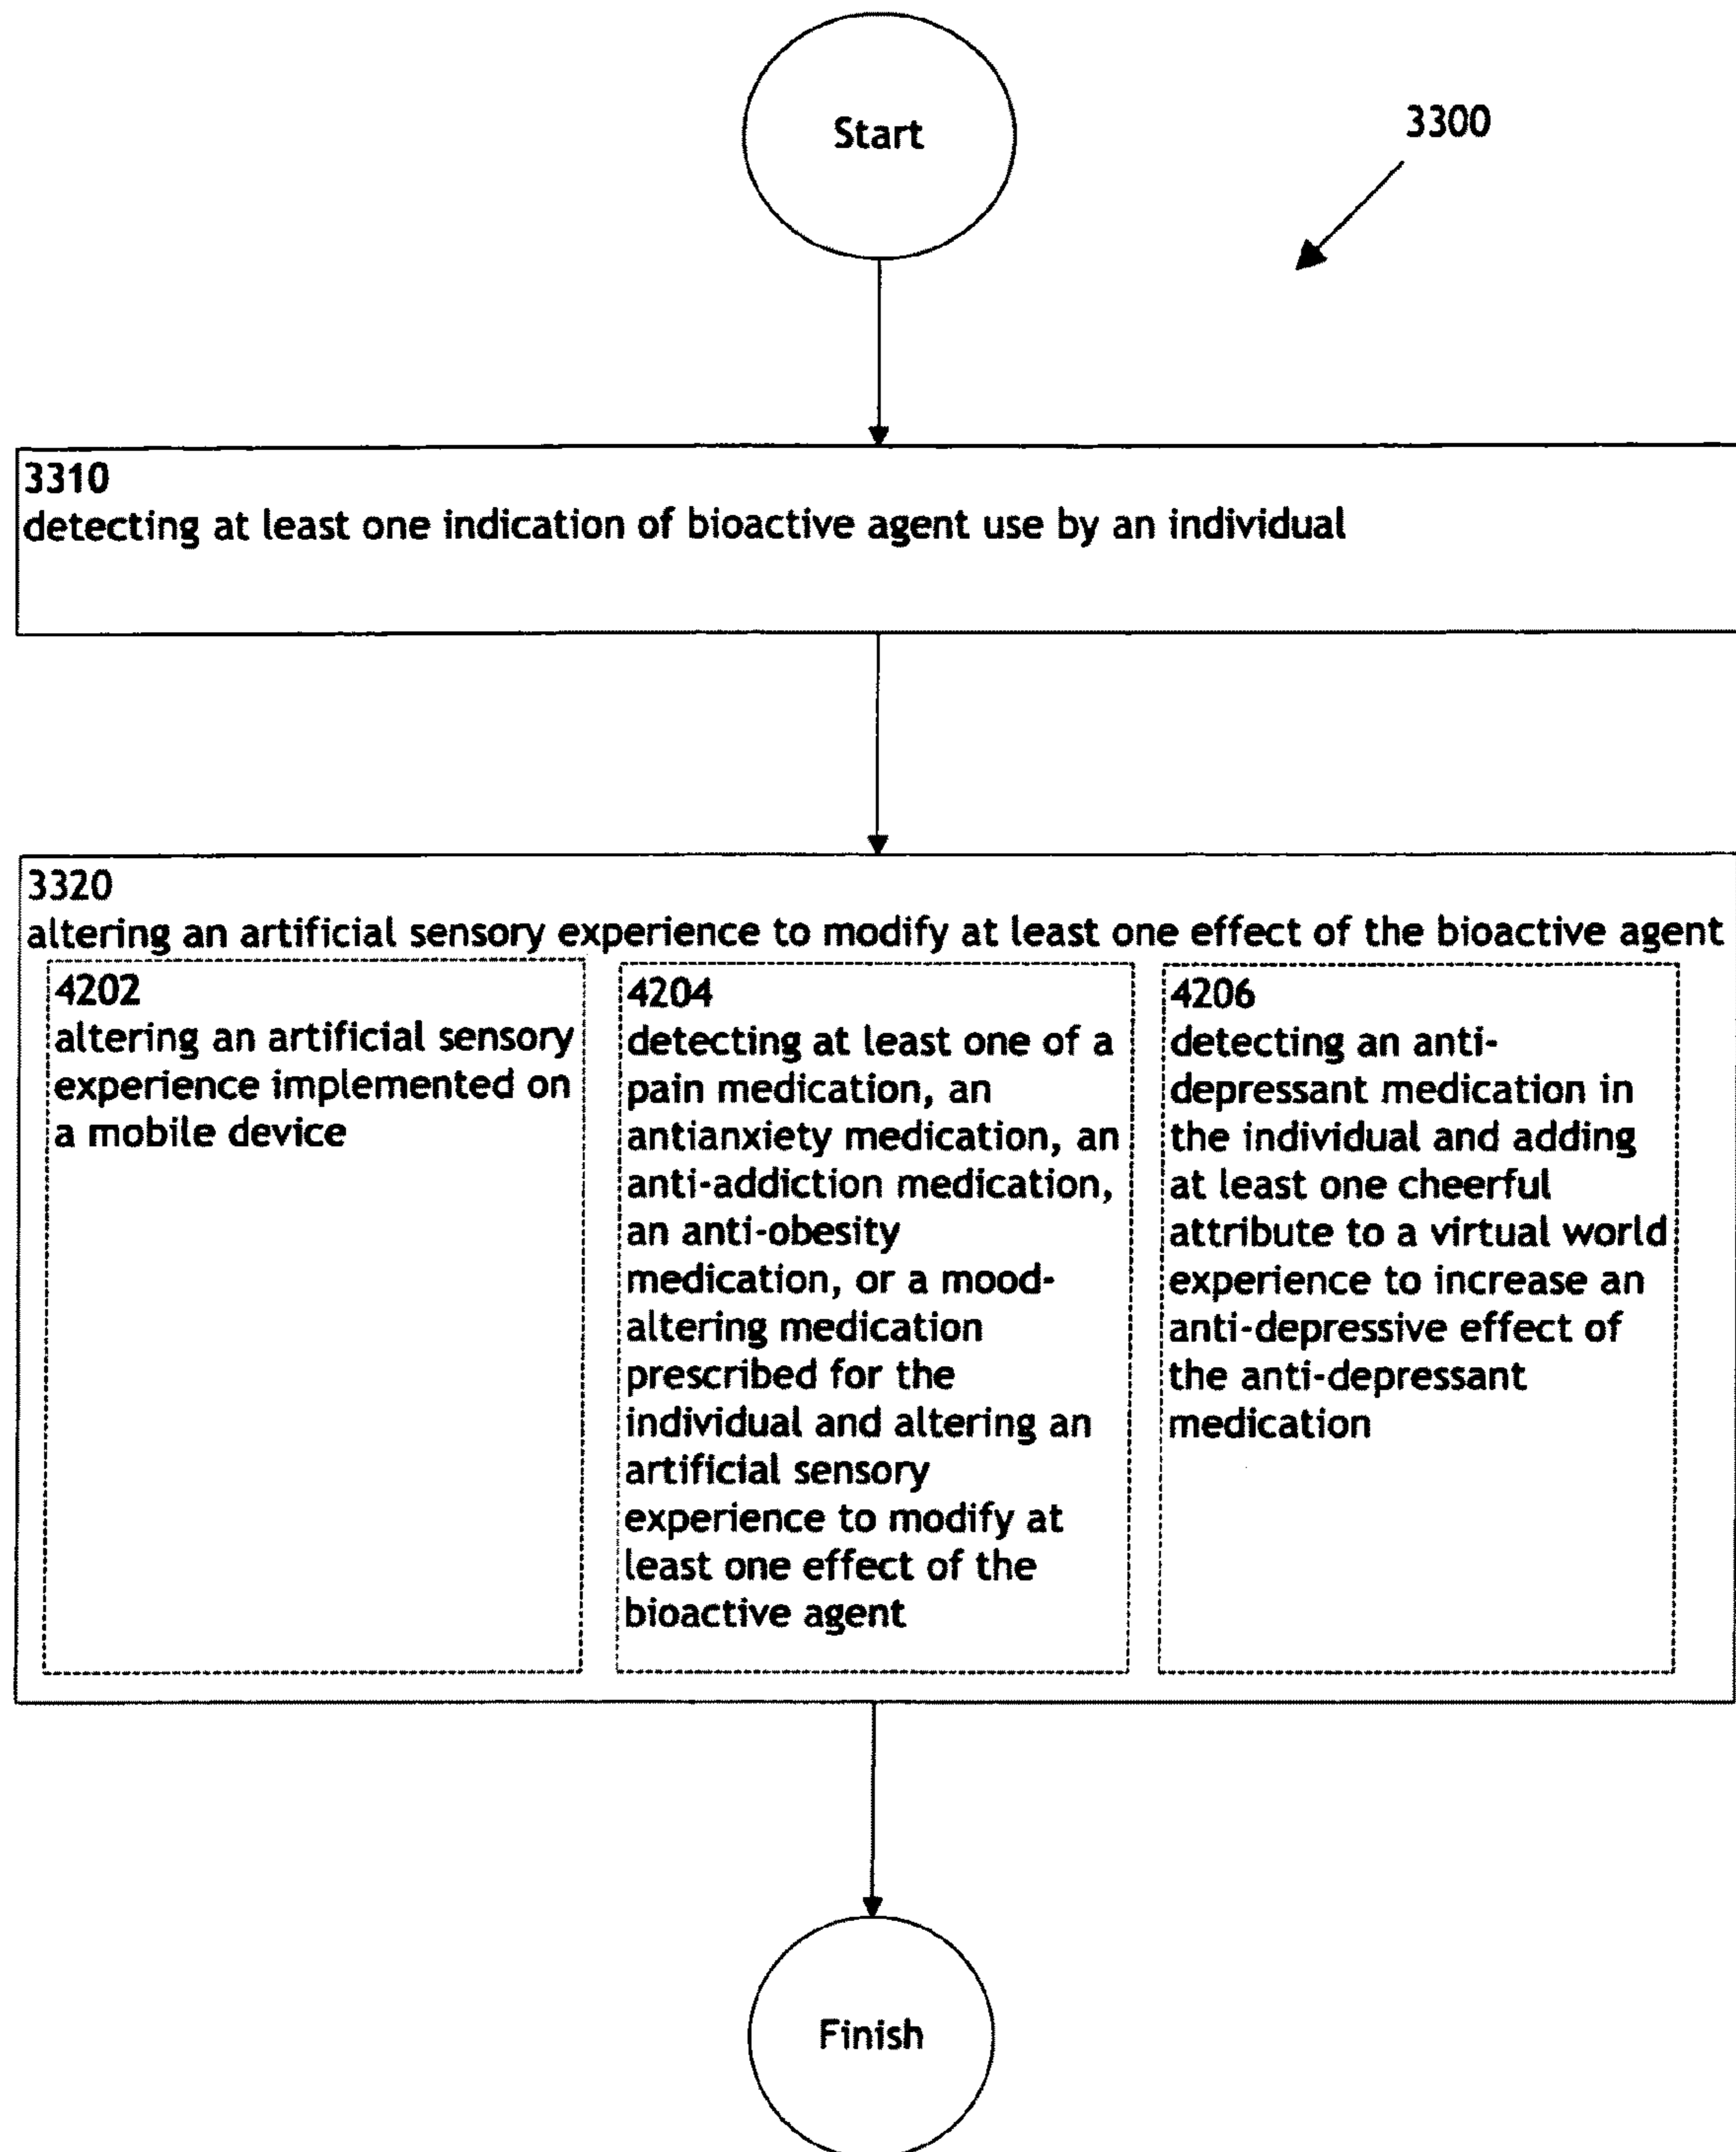 Start
3300
3310
detecting at least one indication of bioactive agent use by an individual
3320
altering an artificial sensory experience to modify at least one effect of the bioactive agent
4202
altering an artificial sensory
experience implemented on
a mobile device
4204
detecting at least one of a
pain medication, an
antianxiety medication, an
anti-addiction medication,
an anti-obesity
medication, or a mood-
altering medication
prescribed for the
individual and altering an
artificial sensory
experience to modify at
least one effect of the
bioactive agent
4206
detecting an anti-
depressant medication in
the individual and adding
at least one cheerful
attribute to a virtual world
experience to increase an
anti-depressive effect of
the anti-depressant
medication
Finish